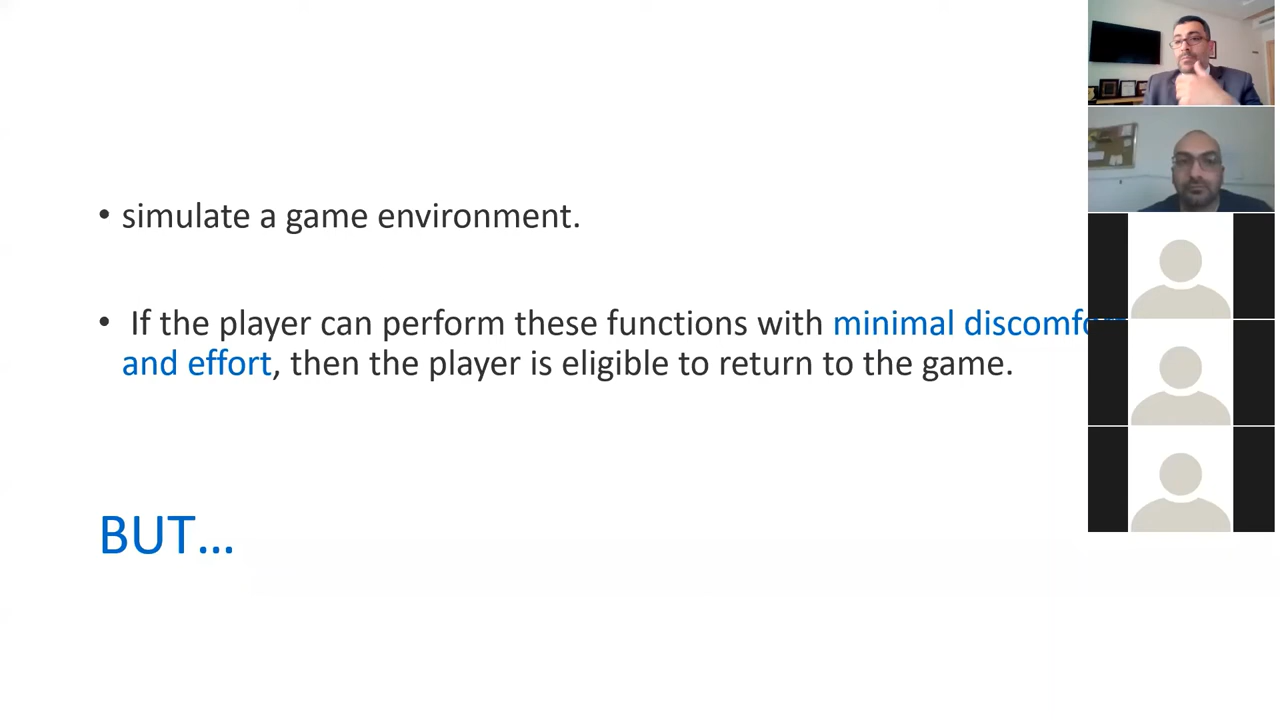 • simulate a game environment.
• If the player can perform these functions with minimal
and effort, then the player is eligible to return to the game.
BUT...